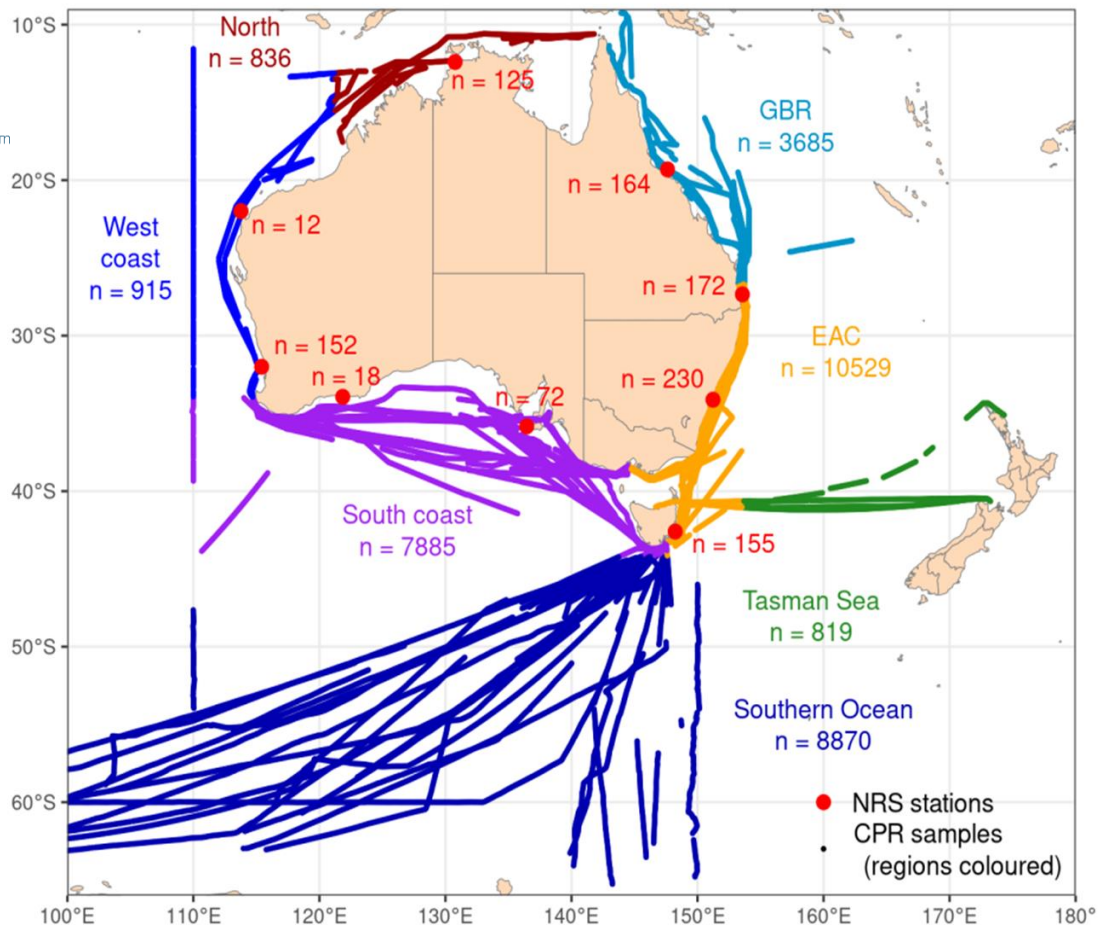 10°S
20°S
30°S
40°S
50°S
60°S
m
North
n = 836
n = 125
GBR
n = 3685
n = 164
West
coast
n = 915
n = 12
n = 172
n = 152
n = 18
n = 72
n = 230
EAC
n = 10529
South coast
n = 7885
n = 155
Tasman Sea
n = 819
Southern Ocean
n = 8870
NRS stations
CPR samples
(regions coloured)
100°E
110°E
120°E
130°E
140°E
150°E
160°E
170°E
180°